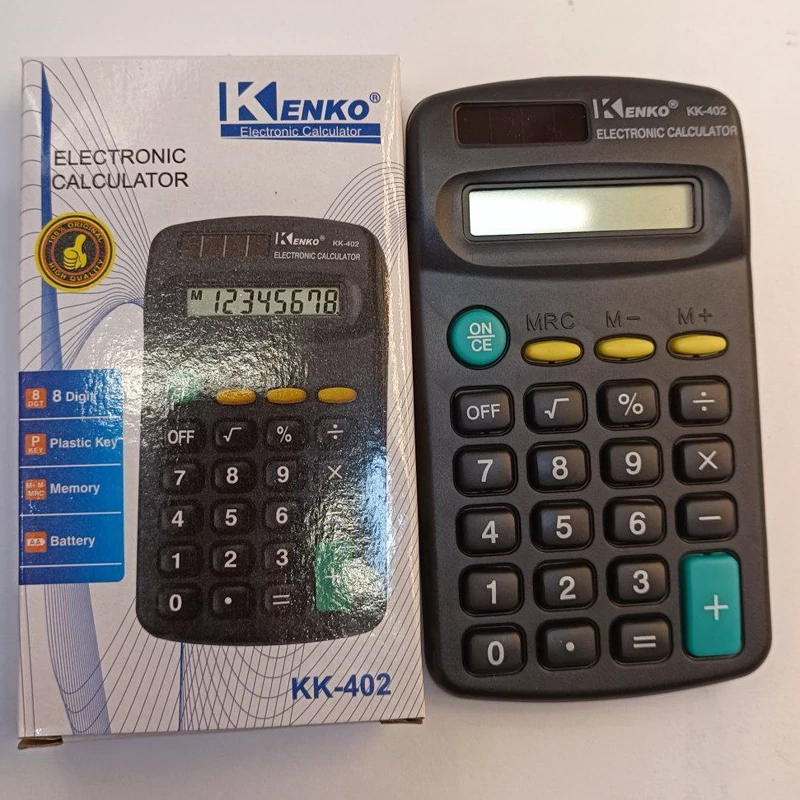 KENKO®
Electronic Calculator
ELECTRONIC
CALCULATOR
100% ORIGINAL
HIGH QUALITY
KENKO® KK-402
ELECTRONIC CALCULATOR
M 12345678
OFF √ % ÷
7 8 9 ×
4 5 6
1 2 3
0 • = +
8 DGT 8 Digit
P KEY Plastic Key
M+ M- MRC Memory
AA Battery
KK-402
KENKO® KK-402
ELECTRONIC CALCULATOR
ON/CE MRC M− M+
OFF √ % ÷
7 8 9 ×
4 5 6 −
1 2 3
0 • = +